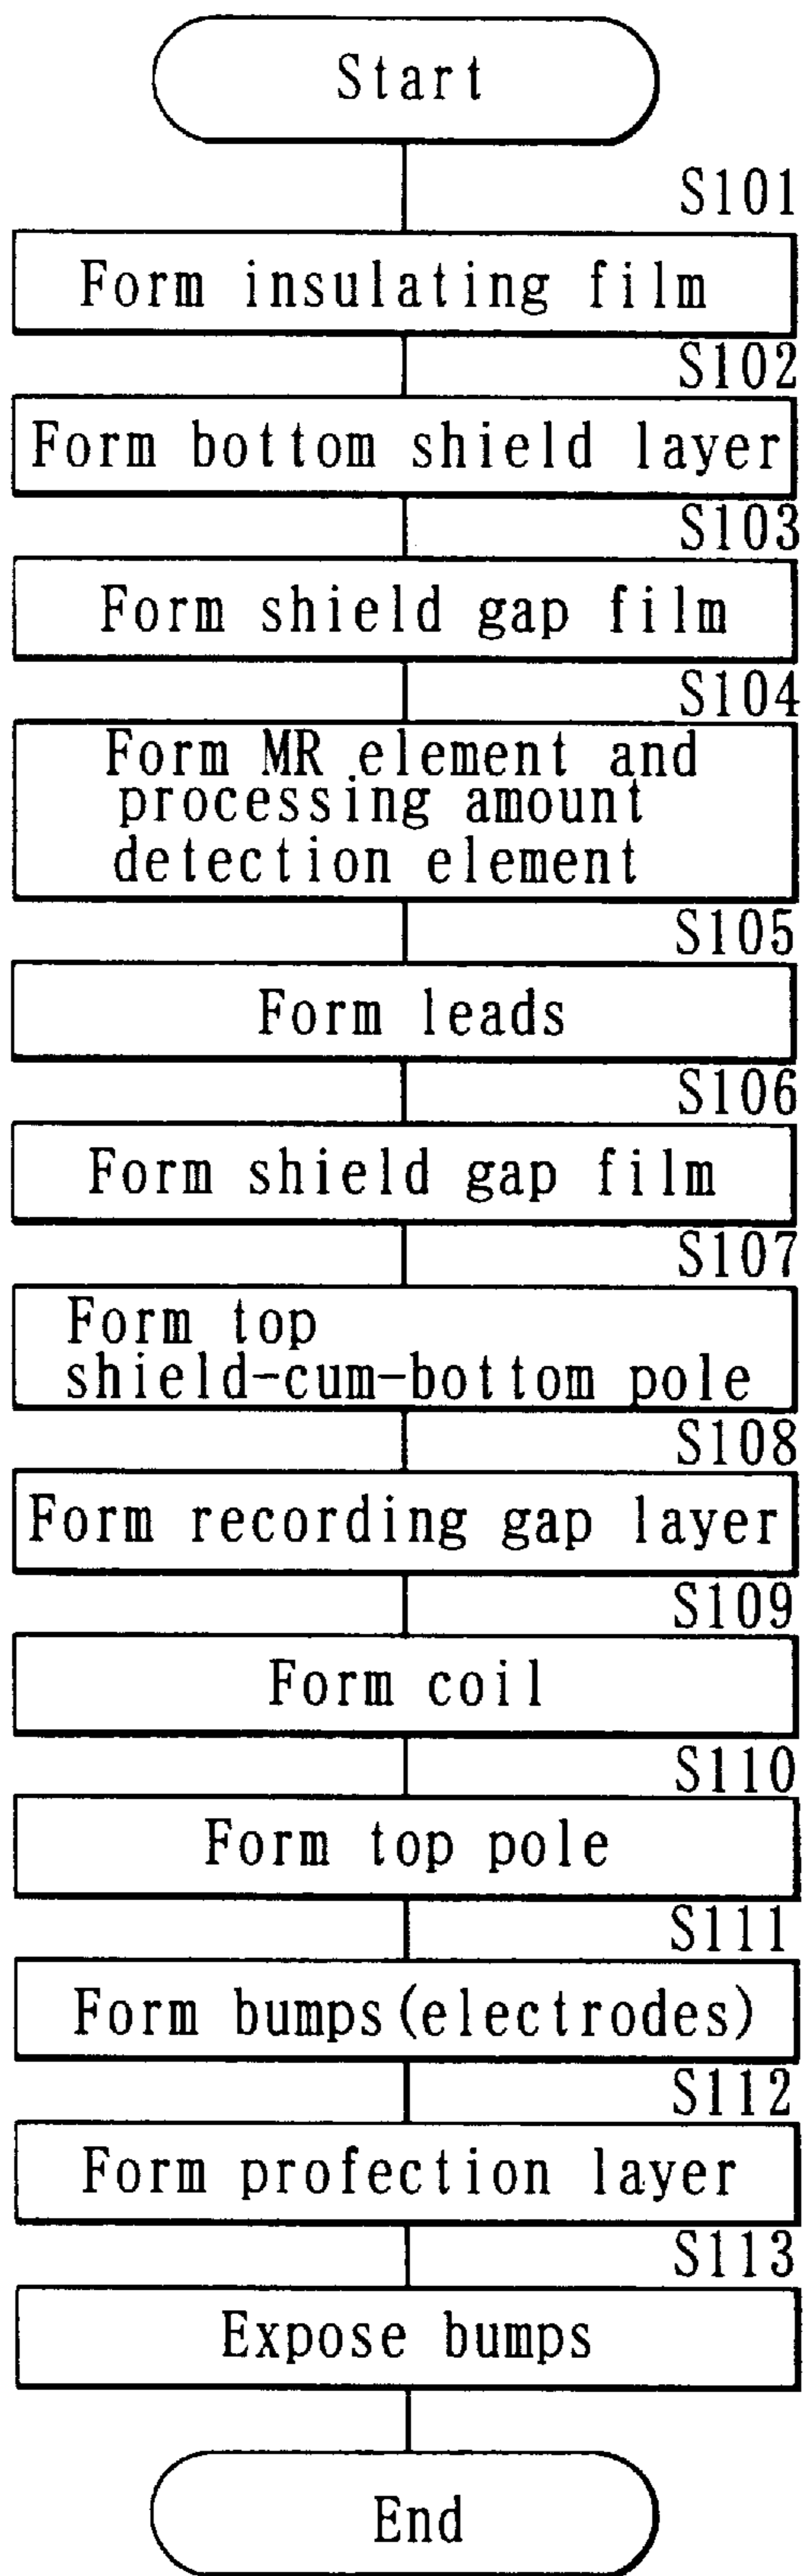 Start
S101
Form insulating film
S102
Form bottom shield layer
S103
Form shield gap film
S104
Form MR element and
processing amount
detection element
S105
Form leads
S106
Form shield gap film
S107
Form top
shield-cum-bottom pole
S108
Form recording gap layer
S109
Form coil
S110
Form top pole
S111
Form bumps(electrodes)
S112
Form profection layer
S113
Expose bumps
End